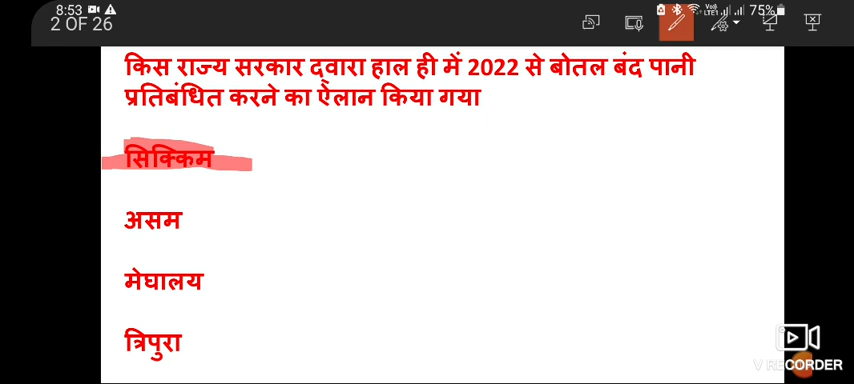 8:53 75%
2 OF 26
किस राज्य सरकार द्वारा हाल ही में 2022 से बोतल बंद पानी
प्रतिबंधित करने का ऐलान किया गया
सिक्किम
असम
मेघालय
त्रिपुरा
V RECORDER